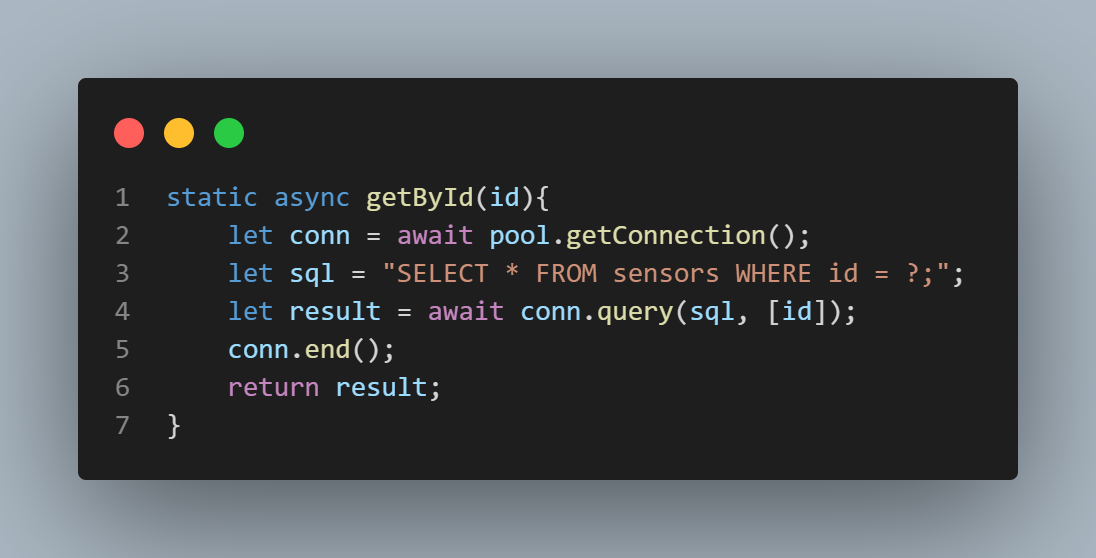 1 static async getById(id){
2     let conn = await pool.getConnection();
3     let sql = "SELECT * FROM sensors WHERE id = ?;";
4     let result = await conn.query(sql, [id]);
5     conn.end();
6     return result;
7 }